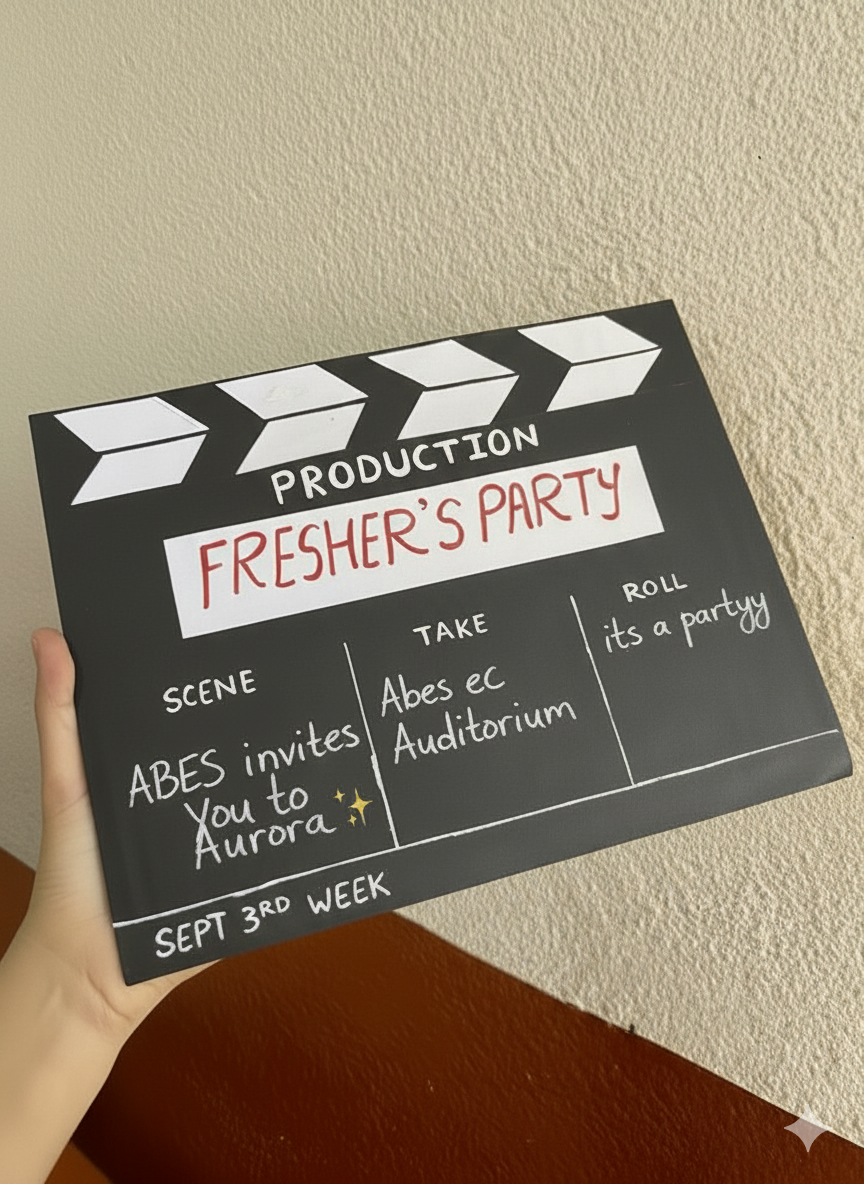 PRODUCTION
FRESHER'S PARTY
SCENE
ABES invites
You to
Aurora ✨
TAKE
Abes ec
Auditorium
ROLL
its a partyy
SEPT 3RD WEEK